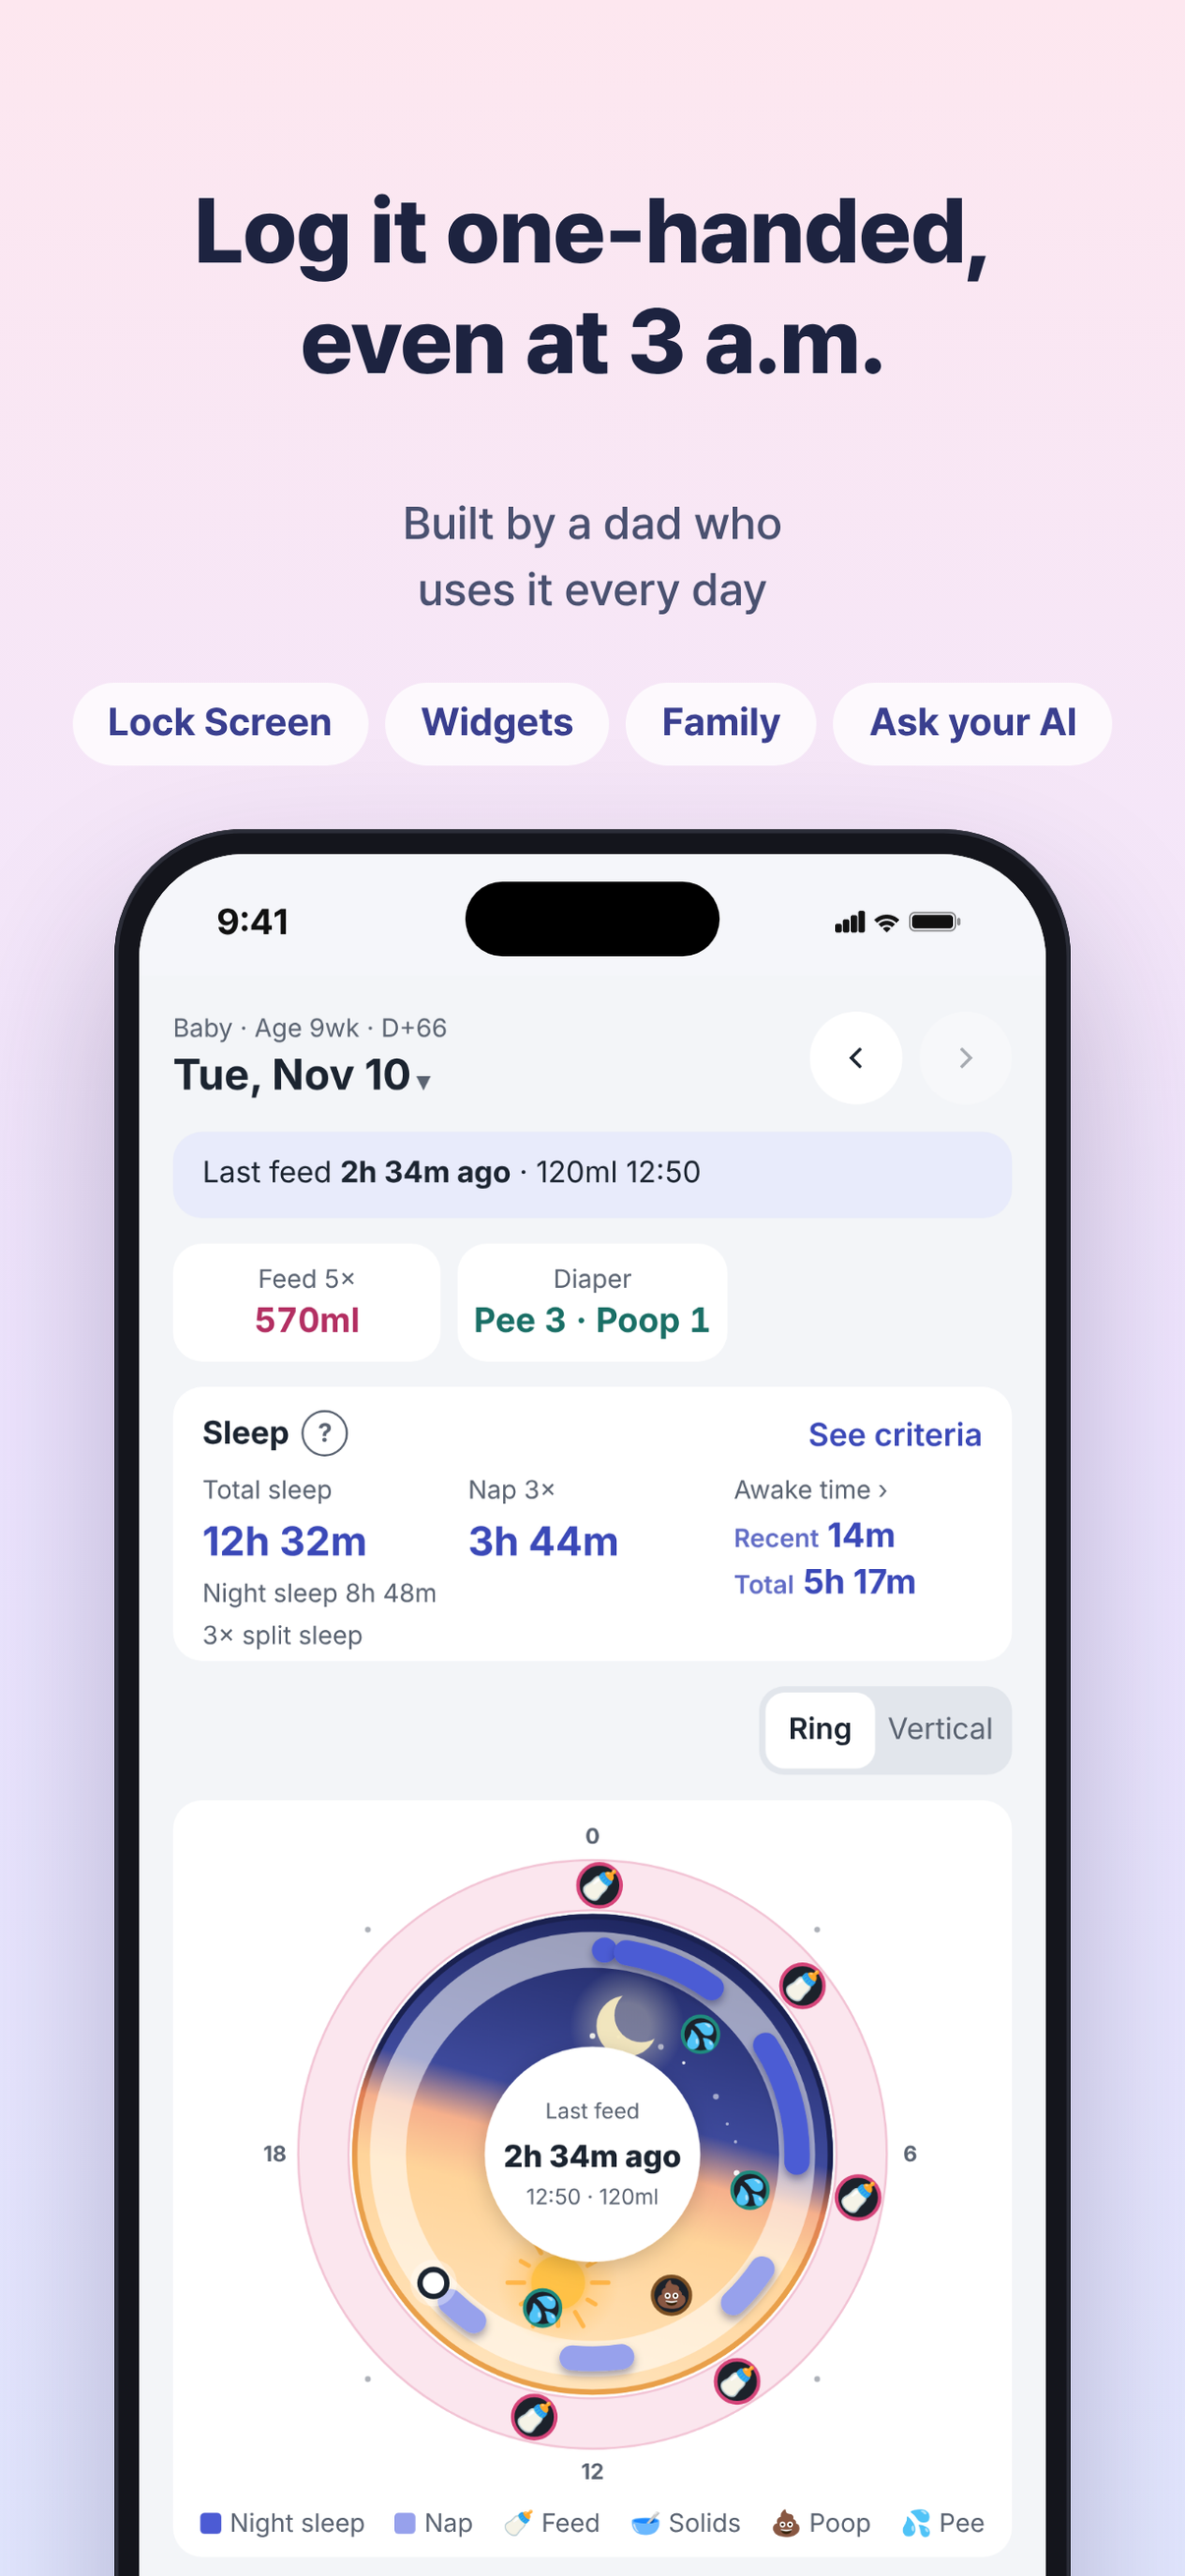 Log it one-handed,
even at 3 a.m.
Built by a dad who
uses it every day
Lock Screen Widgets Family Ask your AI
9:41
Baby · Age 9wk · D+66
Tue, Nov 10 ▾
Last feed 2h 34m ago · 120ml 12:50
Feed 5× Diaper
570ml Pee 3 · Poop 1
Sleep ? See criteria
Total sleep Nap 3× Awake time ›
12h 32m 3h 44m Recent 14m
Total 5h 17m
Night sleep 8h 48m
3× split sleep
Ring Vertical
0
Last feed
18 2h 34m ago 6
12:50 · 120ml
12
Night sleep Nap Feed Solids Poop Pee